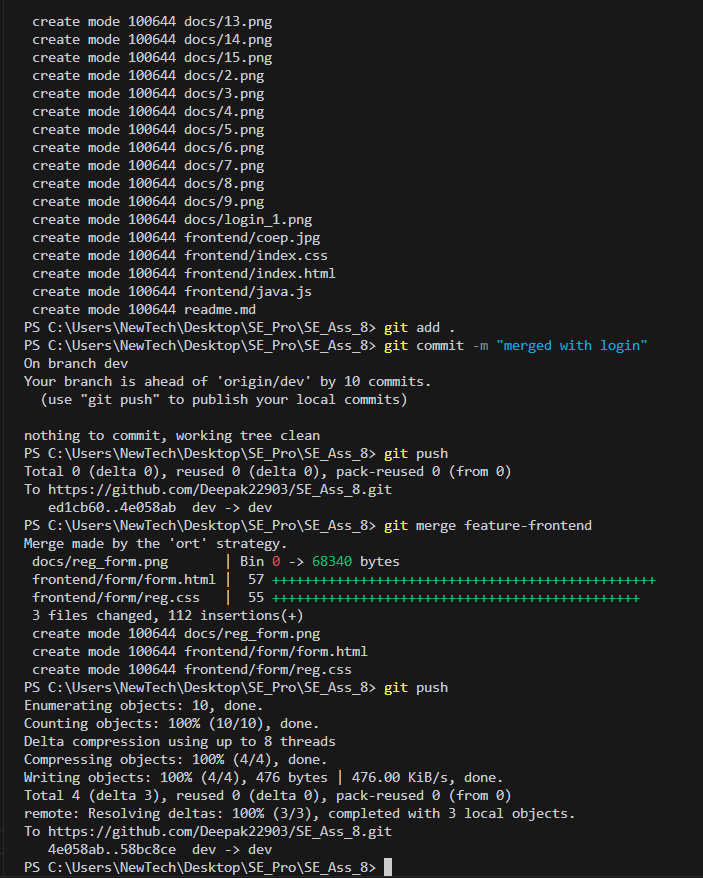 create mode 100644 docs/13.png
create mode 100644 docs/14.png
create mode 100644 docs/15.png
create mode 100644 docs/2.png
create mode 100644 docs/3.png
create mode 100644 docs/4.png
create mode 100644 docs/5.png
create mode 100644 docs/6.png
create mode 100644 docs/7.png
create mode 100644 docs/8.png
create mode 100644 docs/9.png
create mode 100644 docs/login_1.png
create mode 100644 frontend/coep.jpg
create mode 100644 frontend/index.css
create mode 100644 frontend/index.html
create mode 100644 frontend/java.js
create mode 100644 readme.md
PS C:\Users\NewTech\Desktop\SE_Pro\SE_Ass_8> git add .
PS C:\Users\NewTech\Desktop\SE_Pro\SE_Ass_8> git commit -m "merged with login"
On branch dev
Your branch is ahead of 'origin/dev' by 10 commits.
  (use "git push" to publish your local commits)

nothing to commit, working tree clean
PS C:\Users\NewTech\Desktop\SE_Pro\SE_Ass_8> git push
Total 0 (delta 0), reused 0 (delta 0), pack-reused 0 (from 0)
To https://github.com/Deepak22903/SE_Ass_8.git
   ed1cb60..4e058ab  dev -> dev
PS C:\Users\NewTech\Desktop\SE_Pro\SE_Ass_8> git merge feature-frontend
Merge made by the 'ort' strategy.
 docs/reg_form.png       | Bin 0 -> 68340 bytes
 frontend/form/form.html |  57 ++++++++++++++++++++++++++++++++++++++++++++++++
 frontend/form/reg.css   |  55 ++++++++++++++++++++++++++++++++++++++++++++++
 3 files changed, 112 insertions(+)
 create mode 100644 docs/reg_form.png
 create mode 100644 frontend/form/form.html
 create mode 100644 frontend/form/reg.css
PS C:\Users\NewTech\Desktop\SE_Pro\SE_Ass_8> git push
Enumerating objects: 10, done.
Counting objects: 100% (10/10), done.
Delta compression using up to 8 threads
Compressing objects: 100% (4/4), done.
Writing objects: 100% (4/4), 476 bytes | 476.00 KiB/s, done.
Total 4 (delta 3), reused 0 (delta 0), pack-reused 0 (from 0)
remote: Resolving deltas: 100% (3/3), completed with 3 local objects.
To https://github.com/Deepak22903/SE_Ass_8.git
   4e058ab..58bc8ce  dev -> dev
PS C:\Users\NewTech\Desktop\SE_Pro\SE_Ass_8>